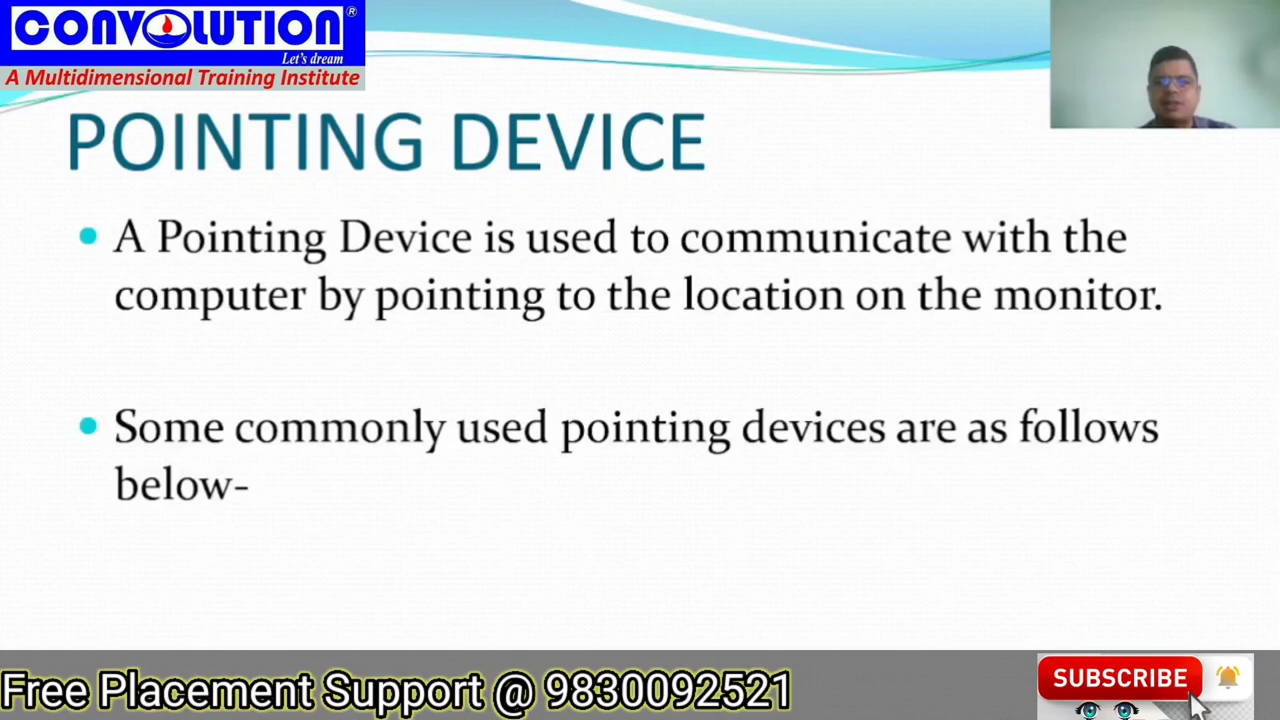 CONVOLUTION®
Let's dream
A Multidimensional Training Institute
POINTING DEVICE
• A Pointing Device is used to communicate with the
computer by pointing to the location on the monitor.
• Some commonly used pointing devices are as follows
below-
Free Placement Support @ 9830092521
SUBSCRIBE